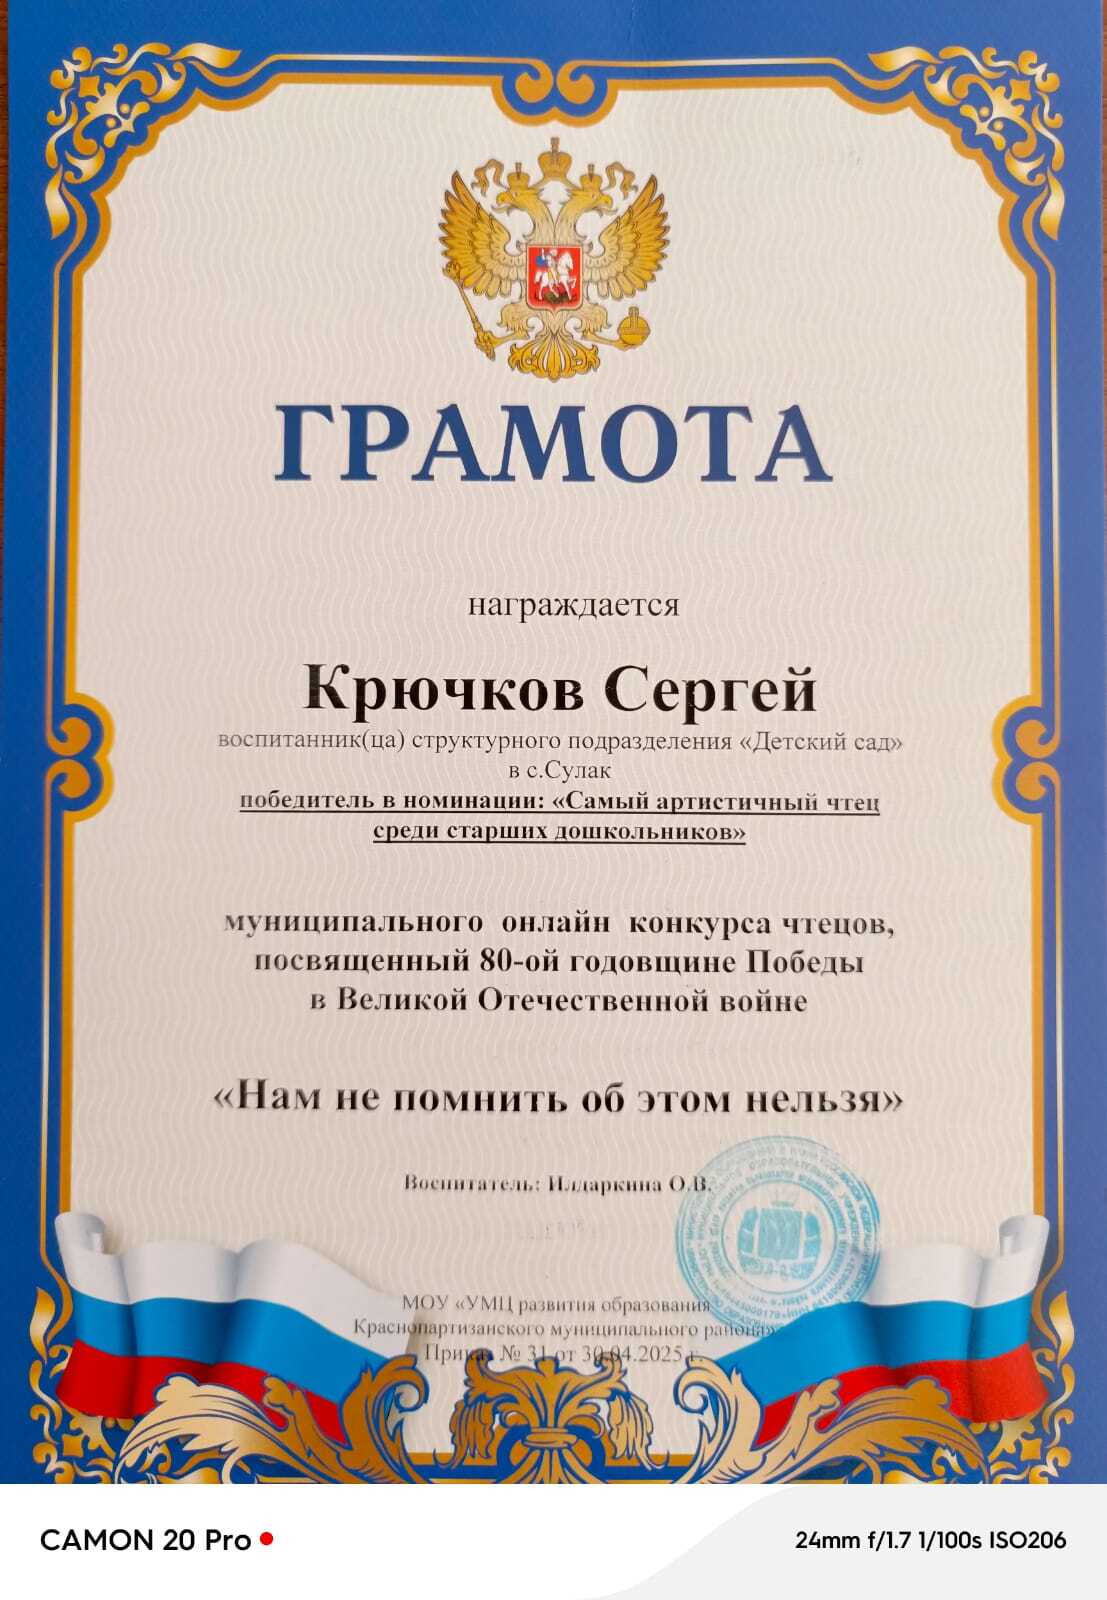 ГРАМОТА
награждается
Крючков Сергей
воспитанник(ца) структурного подразделения «Детский сад»
в с.Сулак
победитель в номинации: «Самый артистичный чтец
среди старших дошкольников»
муниципального онлайн конкурса чтецов,
посвященный 80-ой годовщине Победы
в Великой Отечественной войне
«Нам не помнить об этом нельзя»
Воспитатель: Илдаркина О.В.
МОУ «УМЦ развития образования
Краснопартизанского муниципального района»
Приказ № 31 от 30.04.2025 г.
CAMON 20 Pro
24mm f/1.7 1/100s ISO206